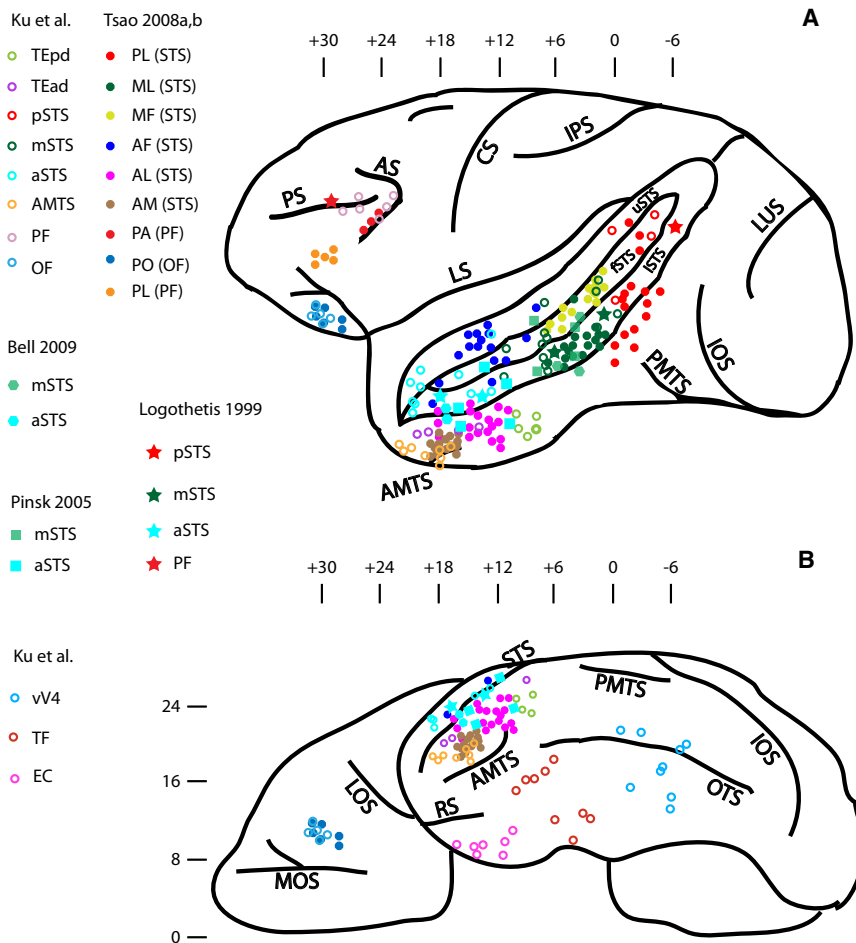 A
Ku et al.
TEpd
TEad
pSTS
mSTS
aSTS
AMTS
PF
OF
Tsao 2008a,b
PL (STS)
ML (STS)
MF (STS)
AF (STS)
AL (STS)
AM (STS)
PA (PF)
PO (OF)
PL (PF)
Bell 2009
mSTS
aSTS
Pinsk 2005
mSTS
aSTS
Logothetis 1999
pSTS
mSTS
aSTS
PF
+30 +24 +18 +12 0 -6
PS
AS
CS
IPS
LS
uSTS
fSTS
lSTS
LUS
IOS
PMTS
AMTS
B
+30 +24 +18 +12 0 -6
Ku et al.
vV4
TF
EC
24
16
8
0
STS
PMTS
IOS
AMTS
OTS
LOS
RS
MOS